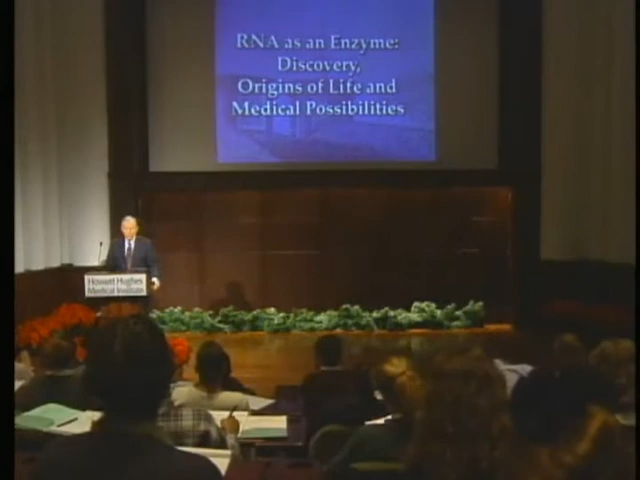 RNA as an Enzyme:
Discovery,
Origins of Life and
Medical Possibilities
Howard Hughes
Medical Institute